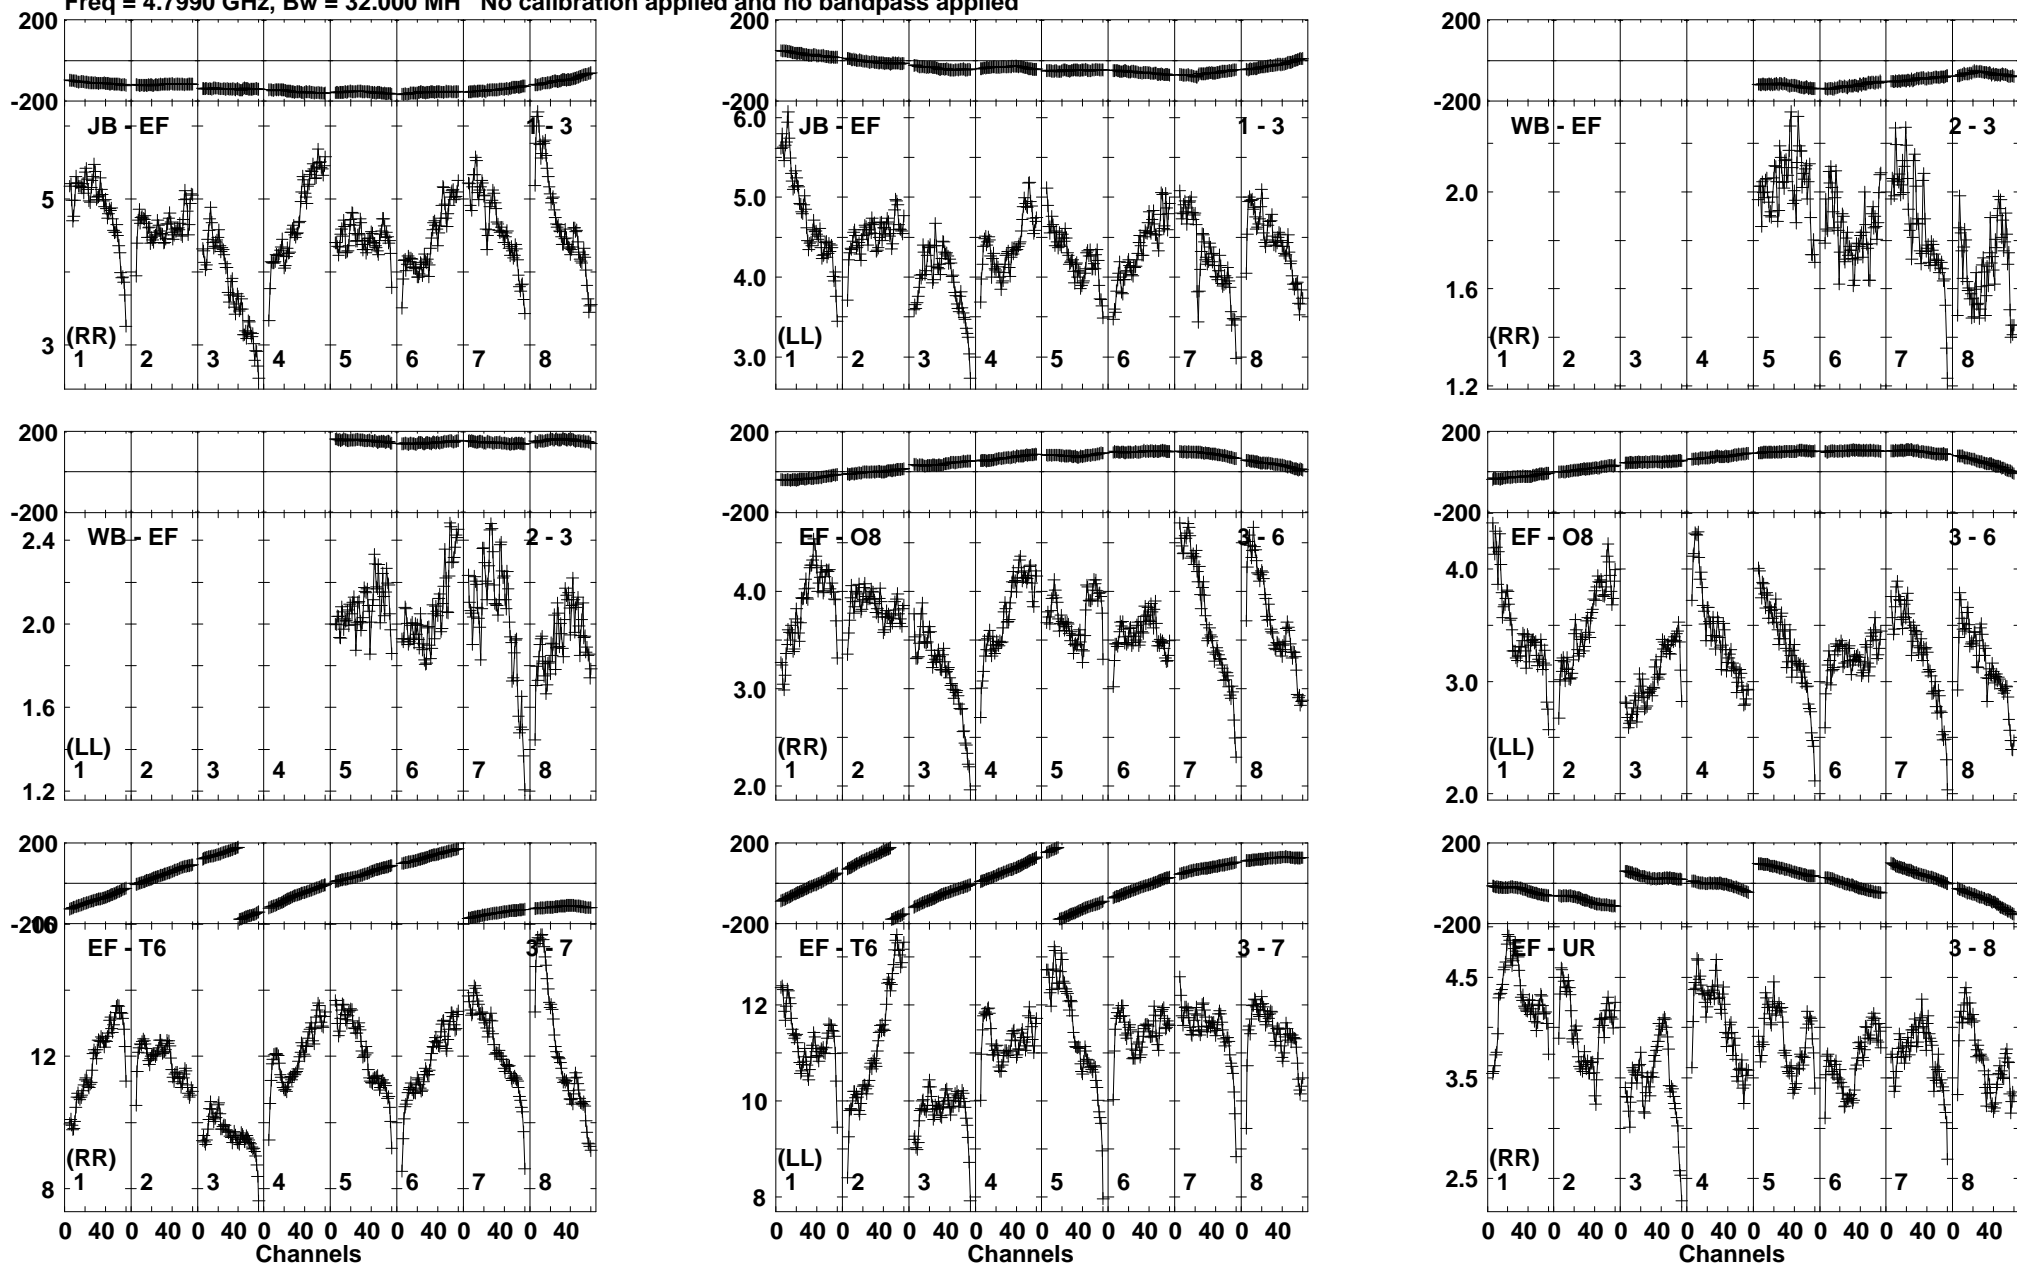 Freq = 4.7990 GHz, Bw = 32.000 MH No calibration applied and no bandpass applied
200 200 200
-200 -200 -200
JB - EF 1 - 3 6.0 JB - EF 1 - 3 WB - EF 2 - 3
5 5.0 2.0
4.0 1.6
3 (RR) 3.0 (LL) (RR) 1.2
1 2 3 4 5 6 7 8 1 2 3 4 5 6 7 8 1 2 3 4 5 6 7 8
200 200 200
-200 -200 -200
WB - EF 2 - 3 EF - O8 3 - 6 EF - O8 3 - 6
2.4 4.0 4.0
2.0 3.0 3.0
1.6
(LL) (RR) (LL)
1 2 3 4 5 6 7 8 1 2 3 4 5 6 7 8 1 2 3 4 5 6 7 8
1.2 2.0 2.0
200 200 200
-200 16 -200 -200
EF - T6 3 - 7 EF - T6 3 - 7 EF - UR 3 - 8
12 12 4.5
10 3.5
(RR) (LL) (RR)
1 2 3 4 5 6 7 8 1 2 3 4 5 6 7 8 1 2 3 4 5 6 7 8
8 8 2.5
0 40 0 40 0 40 0 40 0 40 0 40 0 40 0 40 0 40 0 40 0 40 0 40 0 40 0 40 0 40 0 40 0 40 0 40 0 40 0 40 0 40 0 40 0 40 0 40
Channels Channels Channels